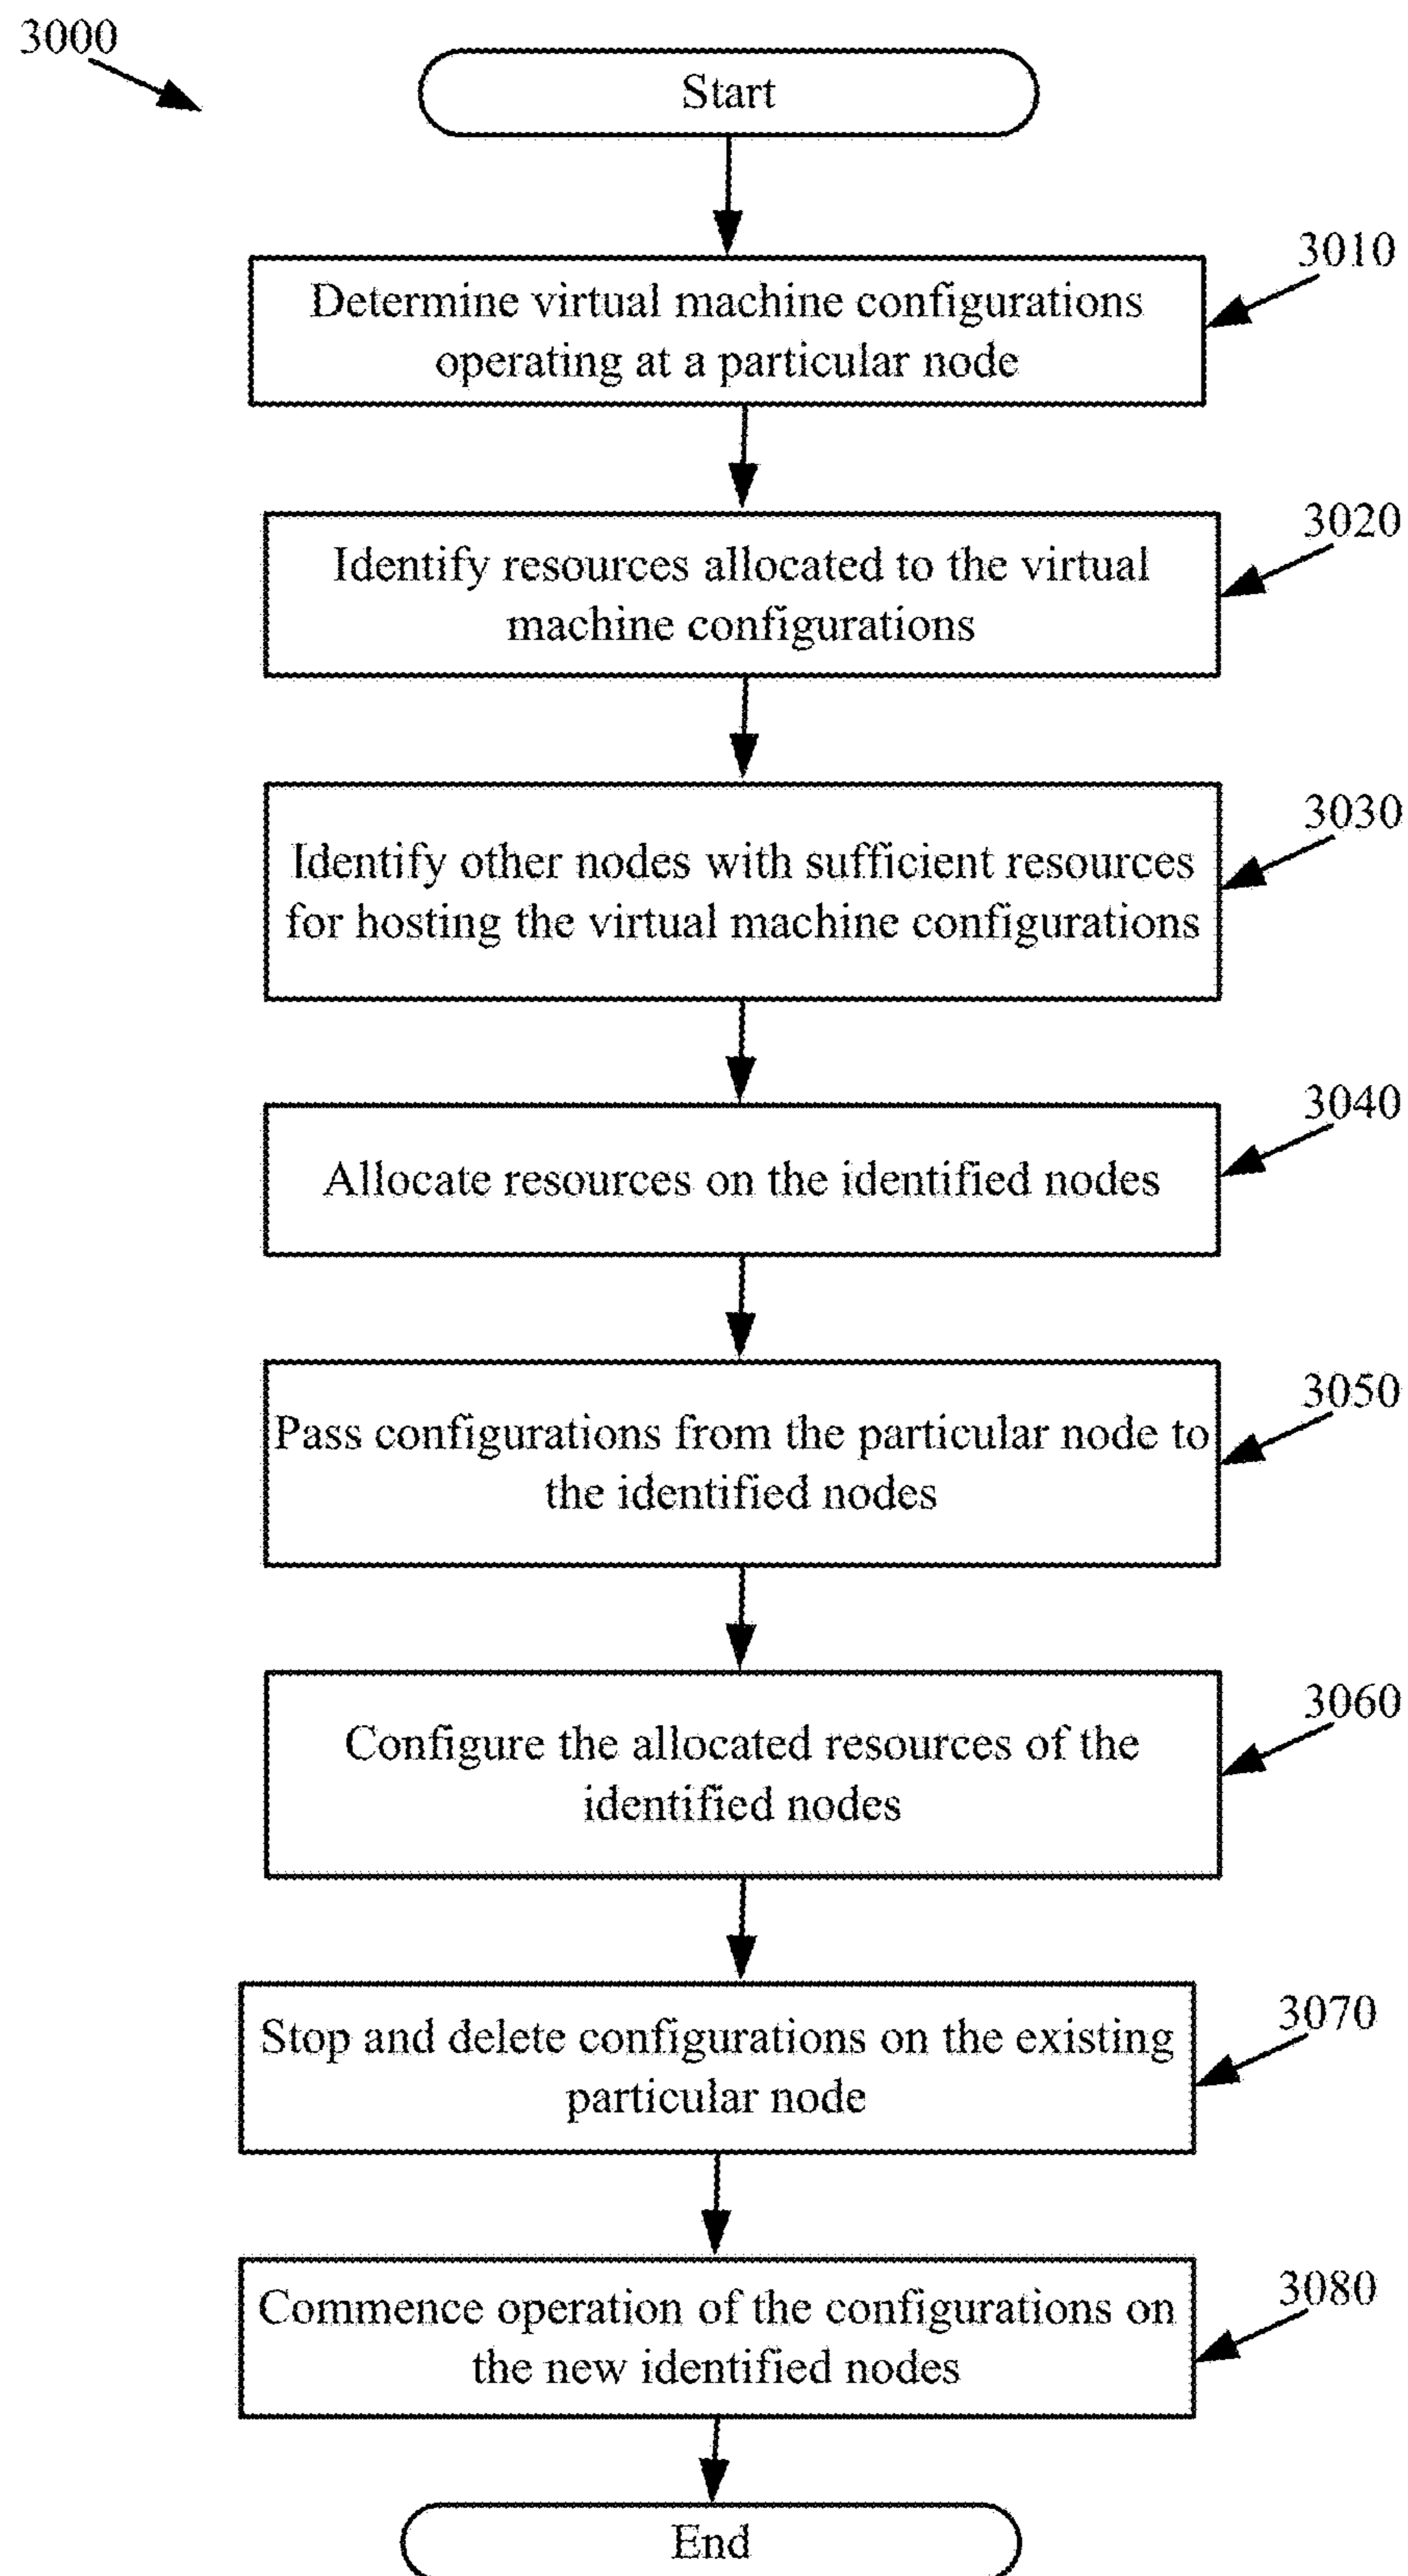 3000
Start
3010
Determine virtual machine configurations
operating at a particular node
3020
Identify resources allocated to the virtual
machine configurations
3030
Identify other nodes with sufficient resources
for hosting the virtual machine configurations
3040
Allocate resources on the identified nodes
3050
Pass configurations from the particular node to
the identified nodes
3060
Configure the allocated resources of the
identified nodes
3070
Stop and delete configurations on the existing
particular node
3080
Commence operation of the configurations on
the new identified nodes
End